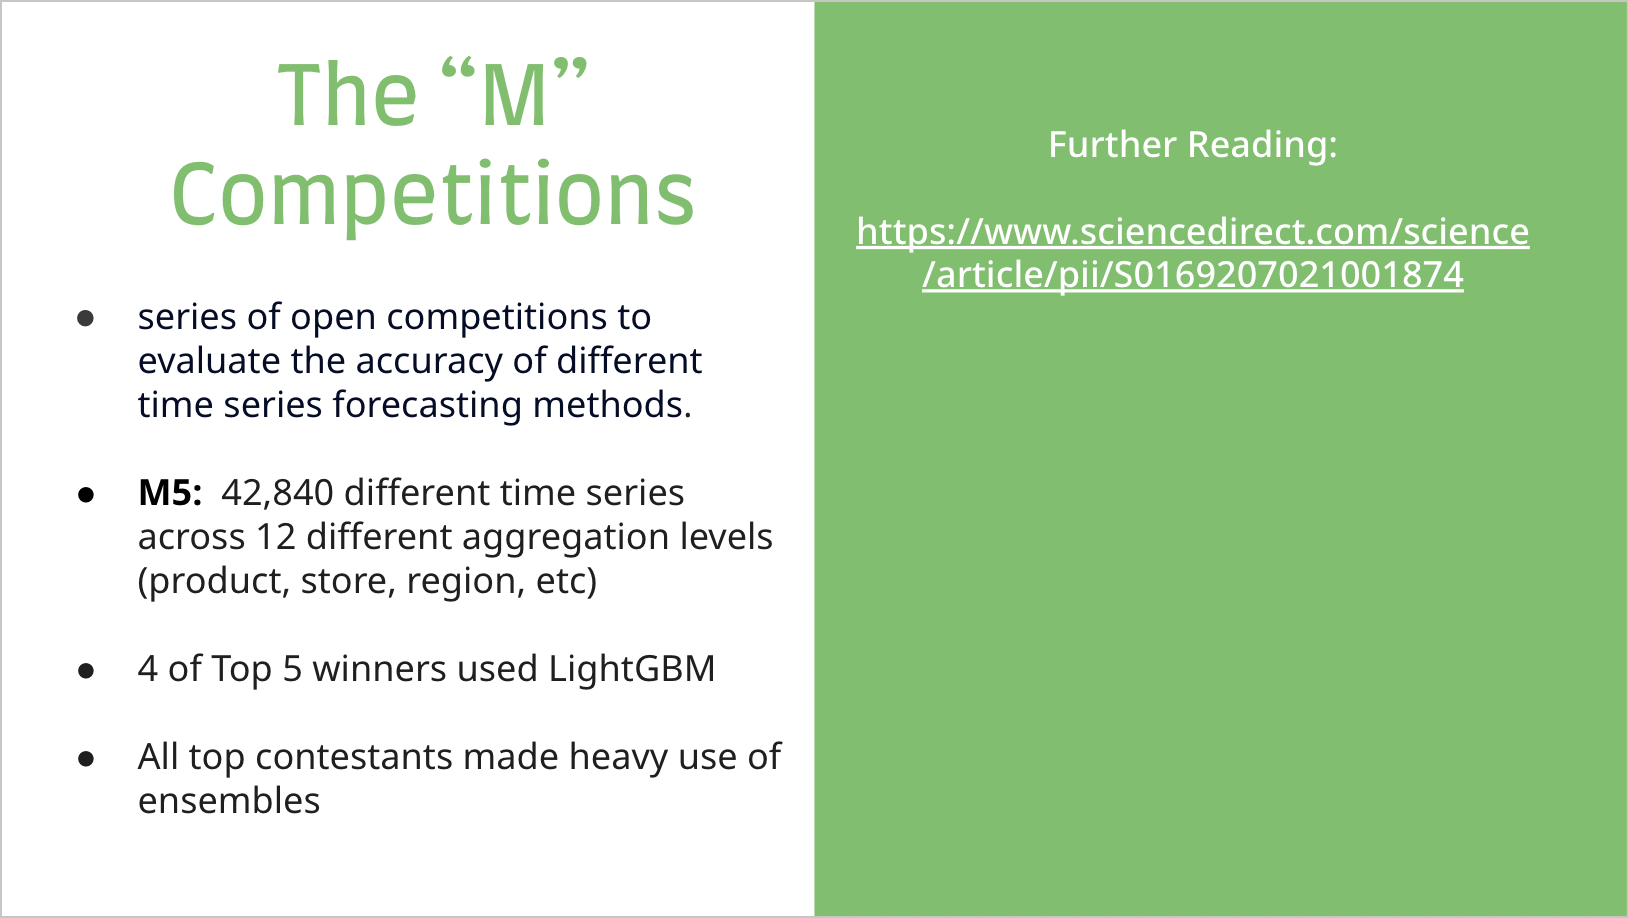 The “M”
Competitions
● series of open competitions to
evaluate the accuracy of different
time series forecasting methods.
● M5:  42,840 different time series
across 12 different aggregation levels
(product, store, region, etc)
● 4 of Top 5 winners used LightGBM
● All top contestants made heavy use of
ensembles
Further Reading:
https://www.sciencedirect.com/science
/article/pii/S0169207021001874